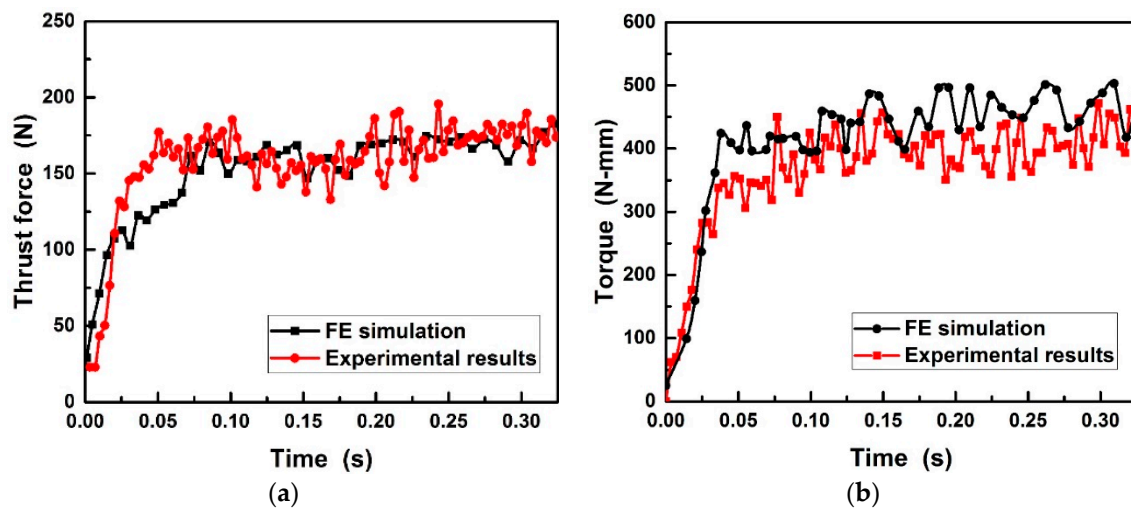 250
200
150
100
50
0
Thrust force (N)
FE simulation
Experimental results
0.00 0.05 0.10 0.15 0.20 0.25 0.30
Time (s)
(a)
600
500
400
300
200
100
0
Torque (N-mm)
FE simulation
Experimental results
0.00 0.05 0.10 0.15 0.20 0.25 0.30
Time (s)
(b)